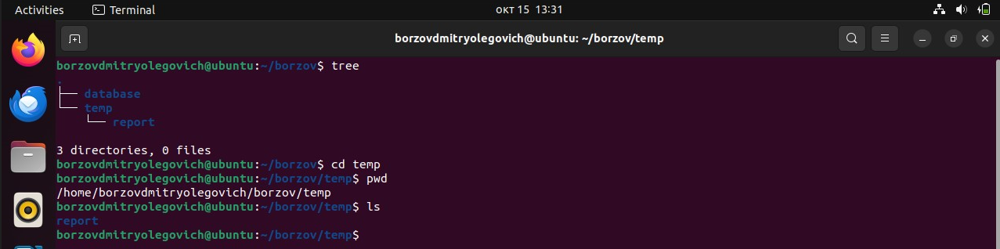 Activities Terminal окт 15 13:31
borzovdmitryolegovich@ubuntu: ~/borzov/temp
borzovdmitryolegovich@ubuntu:~/borzov$ tree
.
├── database
└── temp
    └── report
3 directories, 0 files
borzovdmitryolegovich@ubuntu:~/borzov$ cd temp
borzovdmitryolegovich@ubuntu:~/borzov/temp$ pwd
/home/borzovdmitryolegovich/borzov/temp
borzovdmitryolegovich@ubuntu:~/borzov/temp$ ls
report
borzovdmitryolegovich@ubuntu:~/borzov/temp$